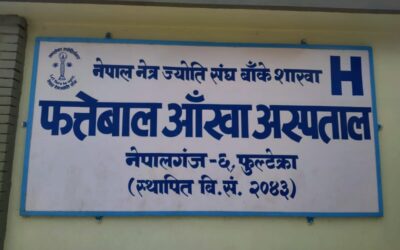 नेपाल नेत्र ज्योति संघ बाँके शाखा
H
फत्तेबाल आँखा अस्पताल
नेपालगंज-६, फुल्टेक्रा
(स्थापित वि.सं. २०४३)